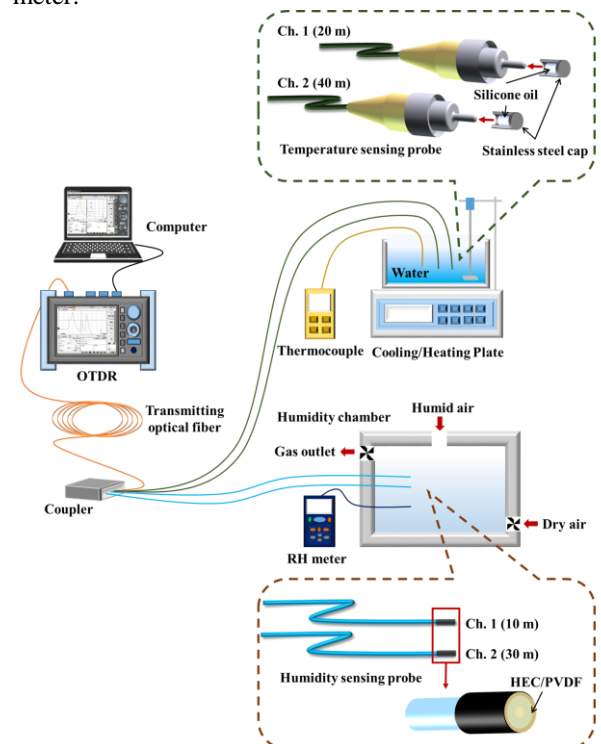 meter.
Ch. 1 (20 m)
Ch. 2 (40 m)
Silicone oil
Temperature sensing probe
Stainless steel cap
Computer
Water
OTDR
Thermocouple
Cooling/Heating Plate
Transmitting
optical fiber
Humidity chamber
Humid air
Gas outlet
Coupler
RH meter
Dry air
Ch. 1 (10 m)
Ch. 2 (30 m)
Humidity sensing probe
HEC/PVDF